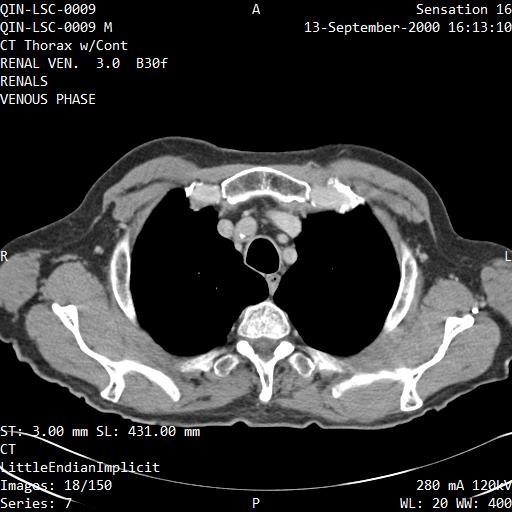 QIN-LSC-0009
A
Sensation 16
QIN-LSC-0009 M
13-September-2000 16:13:10
CT Thorax w/Cont
RENAL VEN.  3.0  B30f
RENALS
VENOUS PHASE
R
L
ST: 3.00 mm SL: 431.00 mm
CT
LittleEndianImplicit
Images: 18/150
280 mA 120kV
Series: 7
P
WL: 20 WW: 400